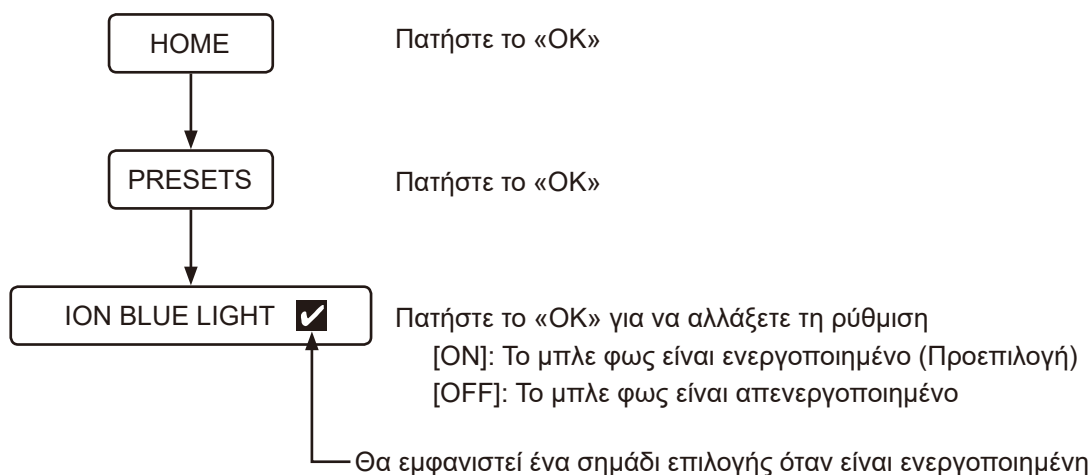 HOME
Πατήστε το «OK»
PRESETS
Πατήστε το «OK»
ION BLUE LIGHT ✔
Πατήστε το «OK» για να αλλάξετε τη ρύθμιση
[ON]: Το μπλε φως είναι ενεργοποιημένο (Προεπιλογή)
[OFF]: Το μπλε φως είναι απενεργοποιημένο
Θα εμφανιστεί ένα σημάδι επιλογής όταν είναι ενεργοποιημένη